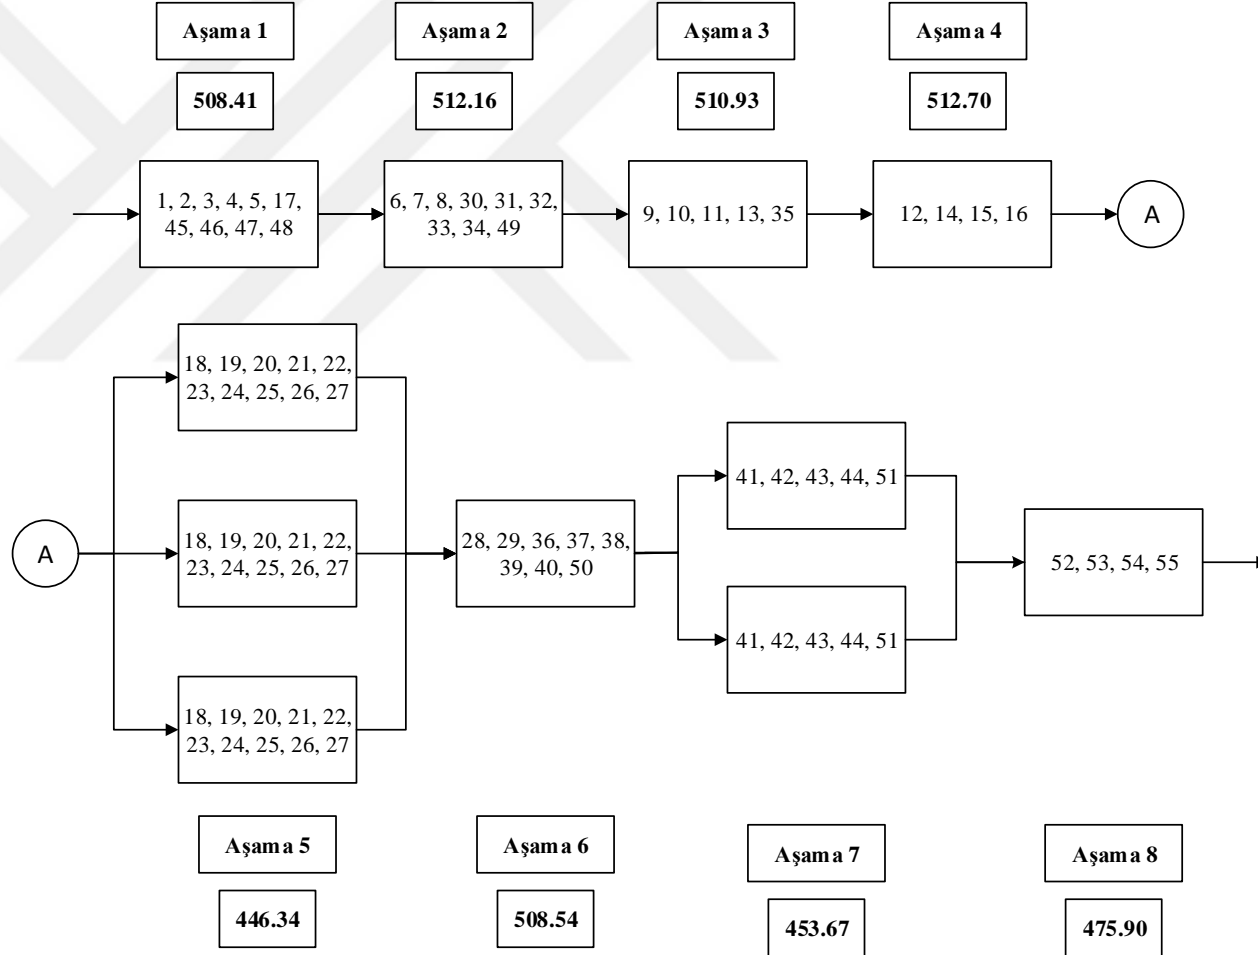 Aşama 1
Aşama 2
Aşama 3
Aşama 4
508.41
512.16
510.93
512.70
1, 2, 3, 4, 5, 17,
45, 46, 47, 48
6, 7, 8, 30, 31, 32,
33, 34, 49
9, 10, 11, 13, 35
12, 14, 15, 16
A
18, 19, 20, 21, 22,
23, 24, 25, 26, 27
A
18, 19, 20, 21, 22,
23, 24, 25, 26, 27
18, 19, 20, 21, 22,
23, 24, 25, 26, 27
28, 29, 36, 37, 38,
39, 40, 50
41, 42, 43, 44, 51
41, 42, 43, 44, 51
52, 53, 54, 55
Aşama 5
Aşama 6
Aşama 7
Aşama 8
446.34
508.54
453.67
475.90